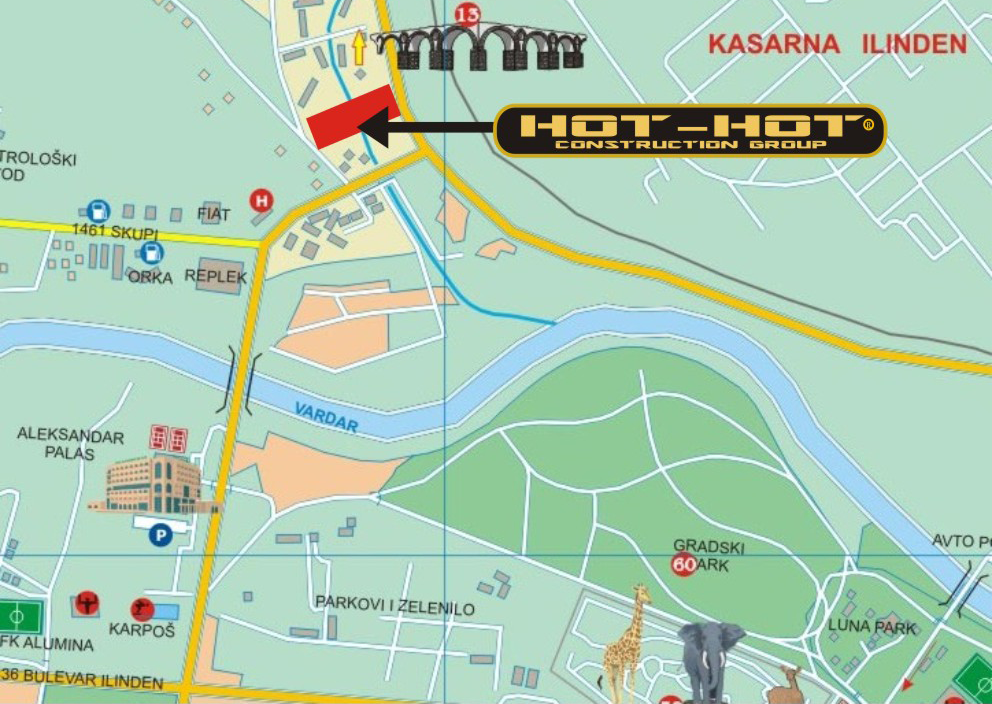 13
KASARNA ILINDEN
HOT-HOT®
CONSTRUCTION GROUP
TROLOŠKI
OD
H
FIAT
1461 SKUPI
ORKA
REPLEK
VARDAR
ALEKSANDAR
PALAS
P
GRADSKI
60 ARK
AVTO
PARKOVI I ZELENILO
KARPOŠ
FK ALUMINA
LUNA PARK
36 BULEVAR ILINDEN